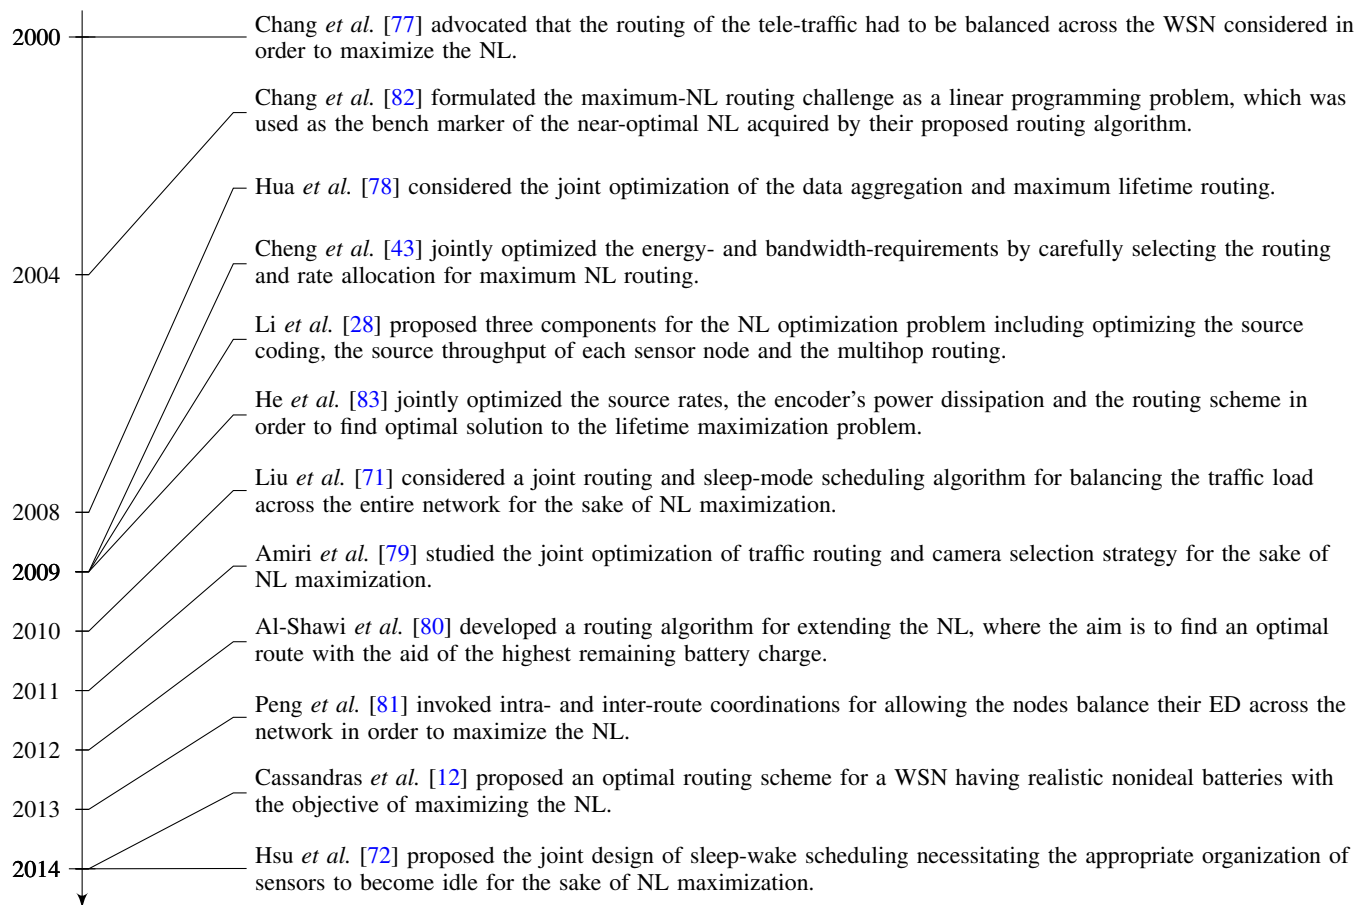 2000
Chang et al. [77] advocated that the routing of the tele-traffic had to be balanced across the WSN considered in
order to maximize the NL.
Chang et al. [82] formulated the maximum-NL routing challenge as a linear programming problem, which was
used as the bench marker of the near-optimal NL acquired by their proposed routing algorithm.
Hua et al. [78] considered the joint optimization of the data aggregation and maximum lifetime routing.
Cheng et al. [43] jointly optimized the energy- and bandwidth-requirements by carefully selecting the routing
2004
and rate allocation for maximum NL routing.
Li et al. [28] proposed three components for the NL optimization problem including optimizing the source
coding, the source throughput of each sensor node and the multihop routing.
He et al. [83] jointly optimized the source rates, the encoder's power dissipation and the routing scheme in
order to find optimal solution to the lifetime maximization problem.
Liu et al. [71] considered a joint routing and sleep-mode scheduling algorithm for balancing the traffic load
across the entire network for the sake of NL maximization.
2008
Amiri et al. [79] studied the joint optimization of traffic routing and camera selection strategy for the sake of
2009
NL maximization.
Al-Shawi et al. [80] developed a routing algorithm for extending the NL, where the aim is to find an optimal
2010
route with the aid of the highest remaining battery charge.
2011
Peng et al. [81] invoked intra- and inter-route coordinations for allowing the nodes balance their ED across the
network in order to maximize the NL.
2012
Cassandras et al. [12] proposed an optimal routing scheme for a WSN having realistic nonideal batteries with
the objective of maximizing the NL.
2013
Hsu et al. [72] proposed the joint design of sleep-wake scheduling necessitating the appropriate organization of
2014
sensors to become idle for the sake of NL maximization.